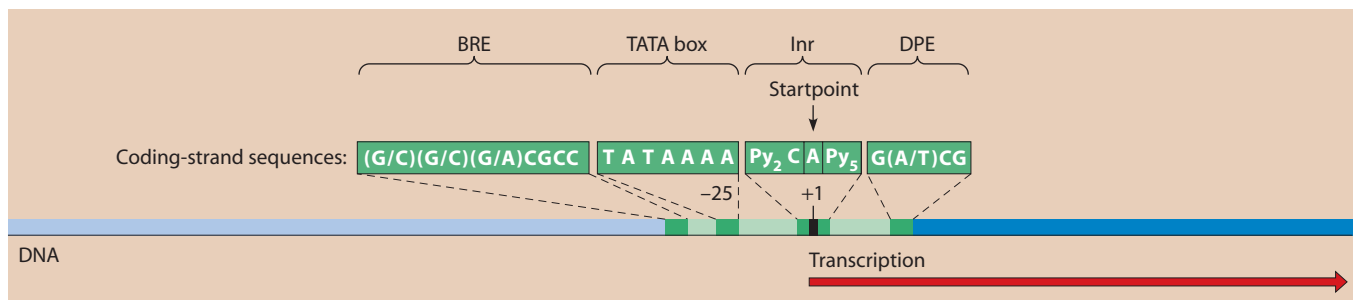 BRE TATA box Inr DPE
Startpoint
Coding-strand sequences: (G/C)(G/C)(G/A)CGCC T A T A A A A Py2 C A Py5 G(A/T)CG
–25 +1
DNA
Transcription